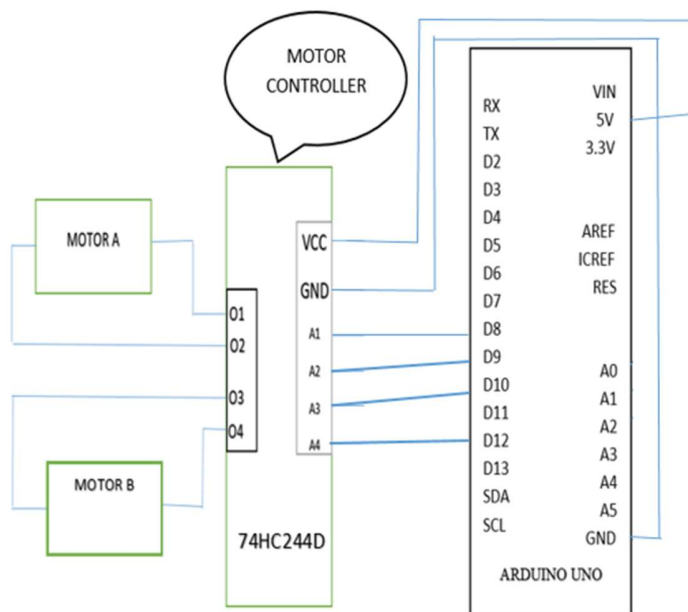 MOTOR
CONTROLLER
MOTOR A
MOTOR B
O1
O2
O3
O4
VCC
GND
A1
A2
A3
A4
74HC244D
RX
TX
D2
D3
D4
D5
D6
D7
D8
D9
D10
D11
D12
D13
SDA
SCL
VIN
5V
3.3V
AREF
ICREF
RES
A0
A1
A2
A3
A4
A5
GND
ARDUINO UNO